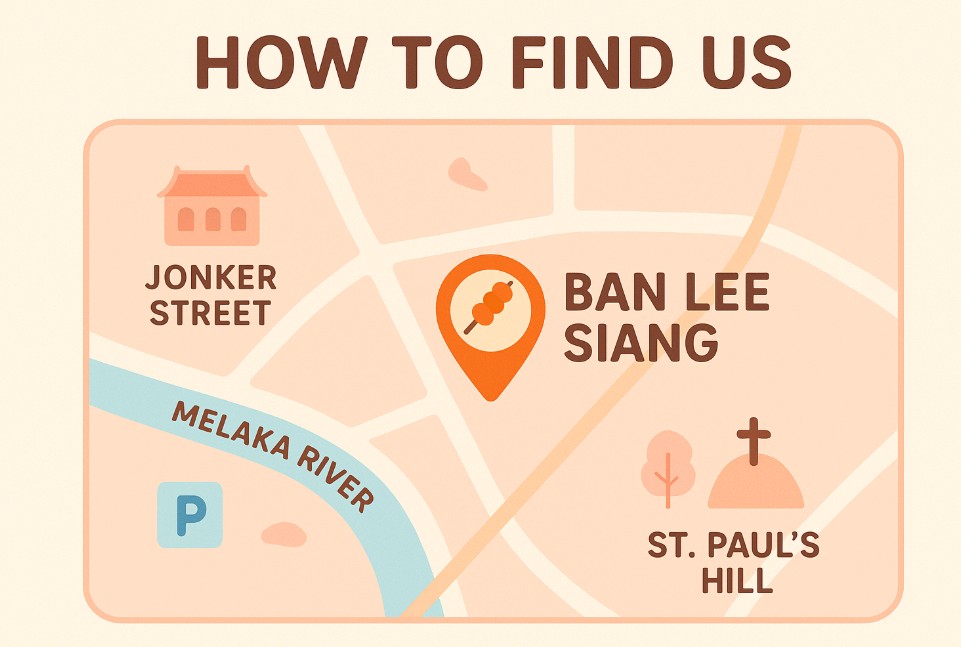 HOW TO FIND US
JONKER
STREET
BAN LEE
SIANG
MELAKA RIVER
P
ST. PAUL’S
HILL